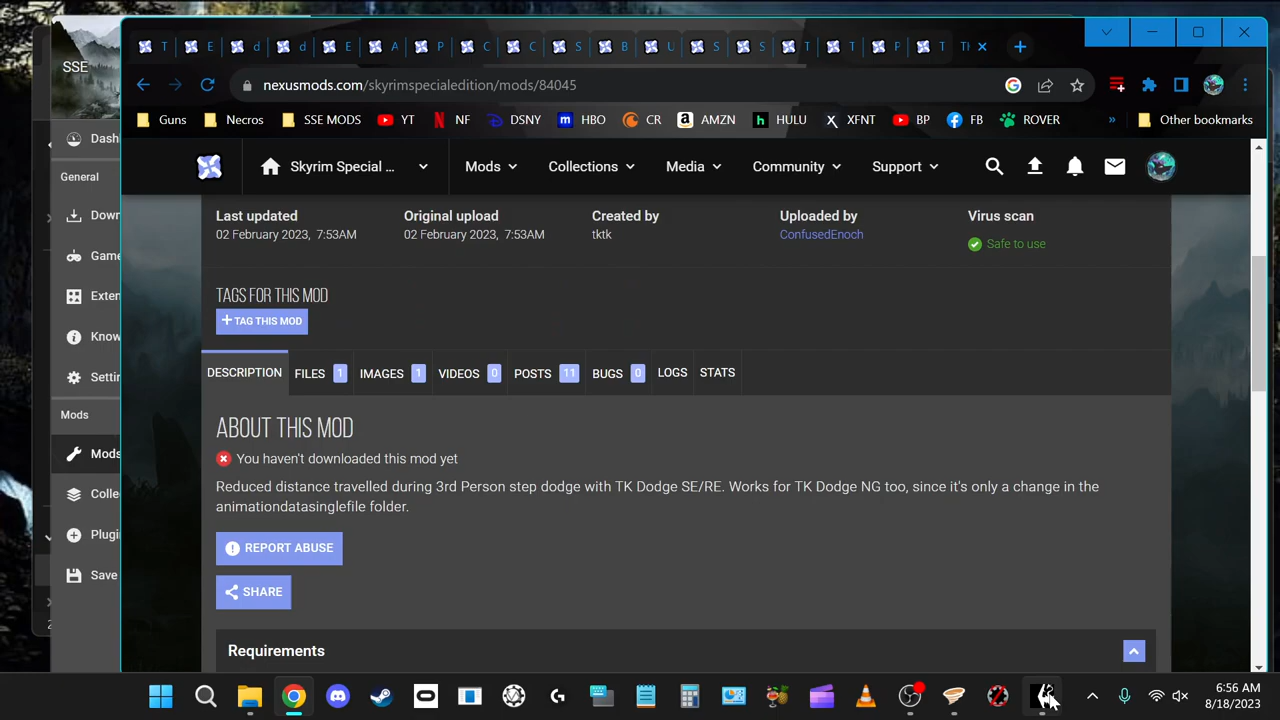 SSE
T E d d E A P C C S B U S S T T F T Th
nexusmods.com/skyrimspecialedition/mods/84045
Guns Necros SSE MODS YT NF DSNY HBO CR AMZN HULU XFNT BP FB ROVER » Other bookmarks
Skyrim Special ... Mods Collections Media Community Support
Dash
General
Down
Game
Exten
Know
Settin
Mods
Mods
Colle
Plugin
Save
Last updated Original upload Created by Uploaded by Virus scan
02 February 2023, 7:53AM 02 February 2023, 7:53AM tktk ConfusedEnoch Safe to use
TAGS FOR THIS MOD
+ TAG THIS MOD
DESCRIPTION FILES 1 IMAGES 1 VIDEOS 0 POSTS 11 BUGS 0 LOGS STATS
ABOUT THIS MOD
You haven't downloaded this mod yet
Reduced distance travelled during 3rd Person step dodge with TK Dodge SE/RE. Works for TK Dodge NG too, since it's only a change in the
animationdatasinglefile folder.
REPORT ABUSE
SHARE
Requirements
6:56 AM
8/18/2023